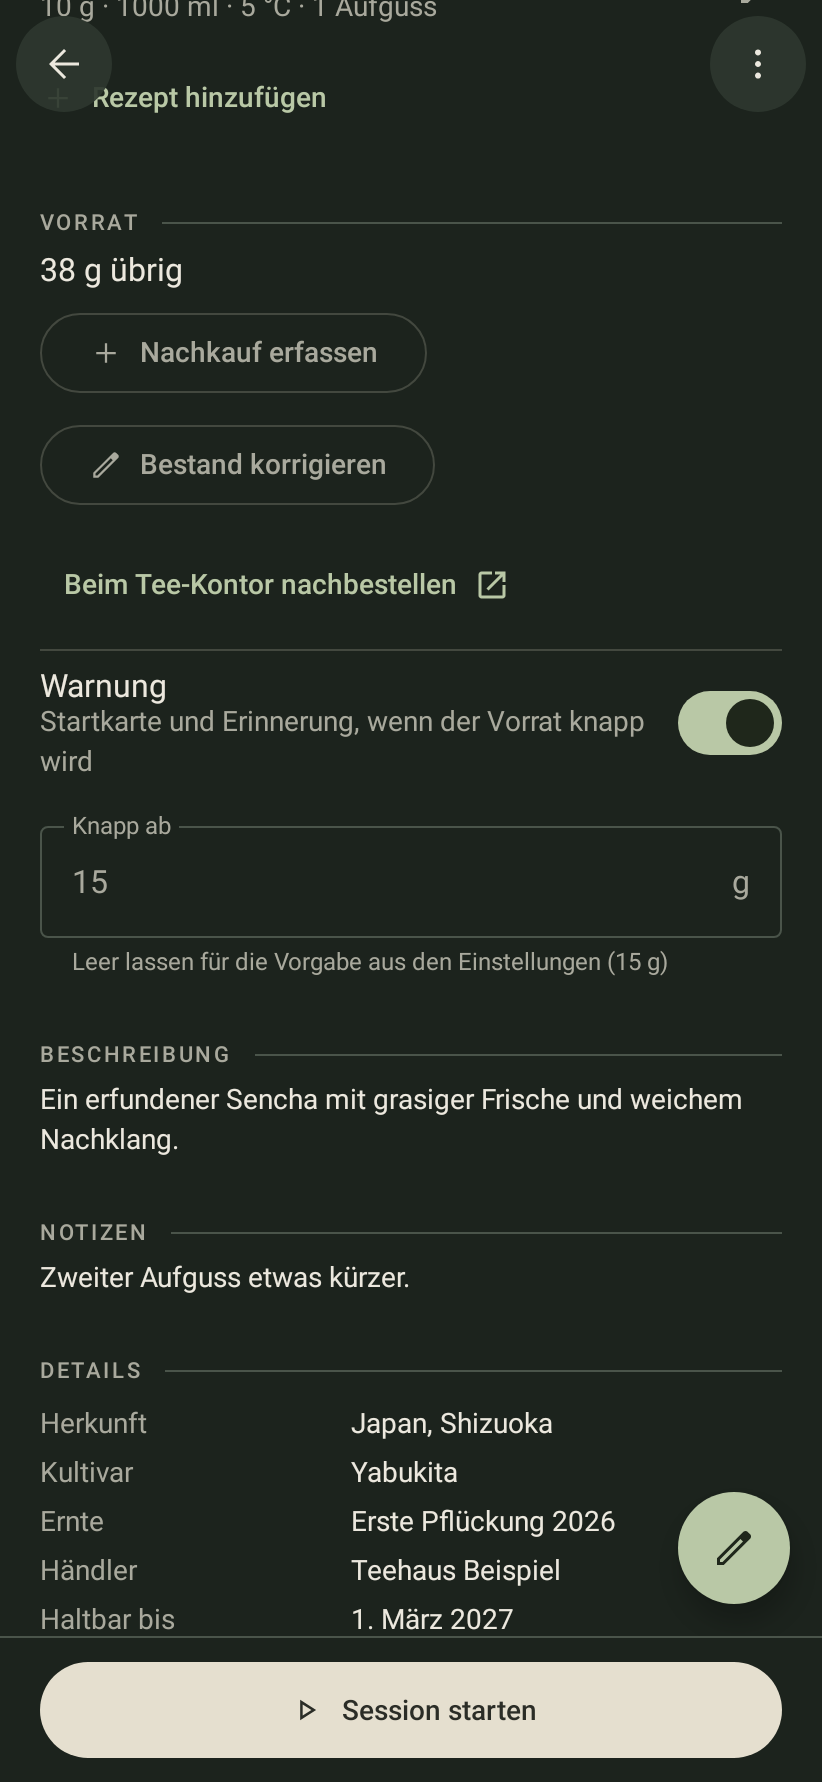 10 g · 1000 ml · 5 °C · 1 Aufguss
Rezept hinzufügen
VORRAT
38 g übrig
Nachkauf erfassen
Bestand korrigieren
Beim Tee-Kontor nachbestellen
Warnung
Startkarte und Erinnerung, wenn der Vorrat knapp
wird
Knapp ab
15 g
Leer lassen für die Vorgabe aus den Einstellungen (15 g)
BESCHREIBUNG
Ein erfundener Sencha mit grasiger Frische und weichem
Nachklang.
NOTIZEN
Zweiter Aufguss etwas kürzer.
DETAILS
Herkunft Japan, Shizuoka
Kultivar Yabukita
Ernte Erste Pflückung 2026
Händler Teehaus Beispiel
Haltbar bis 1. März 2027
Session starten